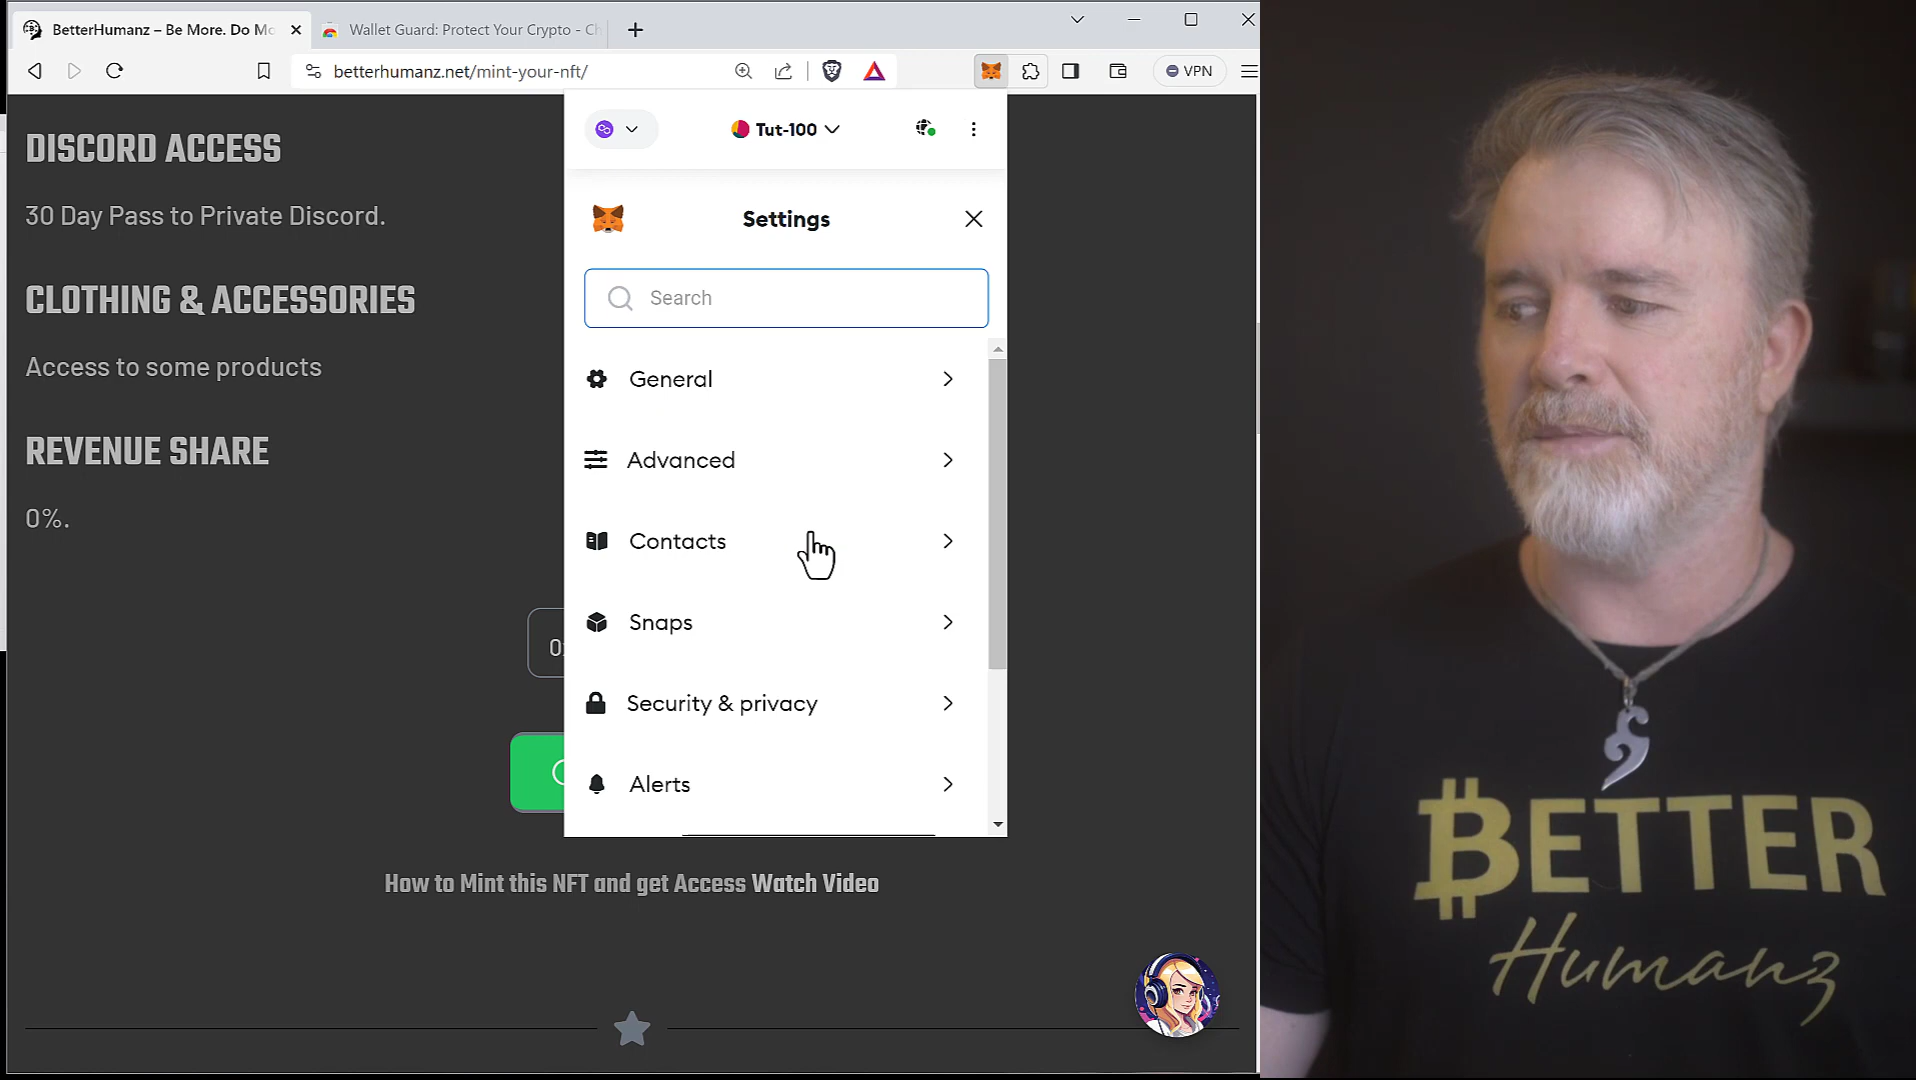 BetterHumanz – Be More. Do Mo
Wallet Guard: Protect Your Crypto - Ch
betterhumanz.net/mint-your-nft/
VPN
DISCORD ACCESS
30 Day Pass to Private Discord.
CLOTHING & ACCESSORIES
Access to some products
REVENUE SHARE
0%.
Tut-100
Settings
Search
General
Advanced
Contacts
Snaps
Security & privacy
Alerts
How to Mint this NFT and get Access Watch Video
BETTER
Humanz